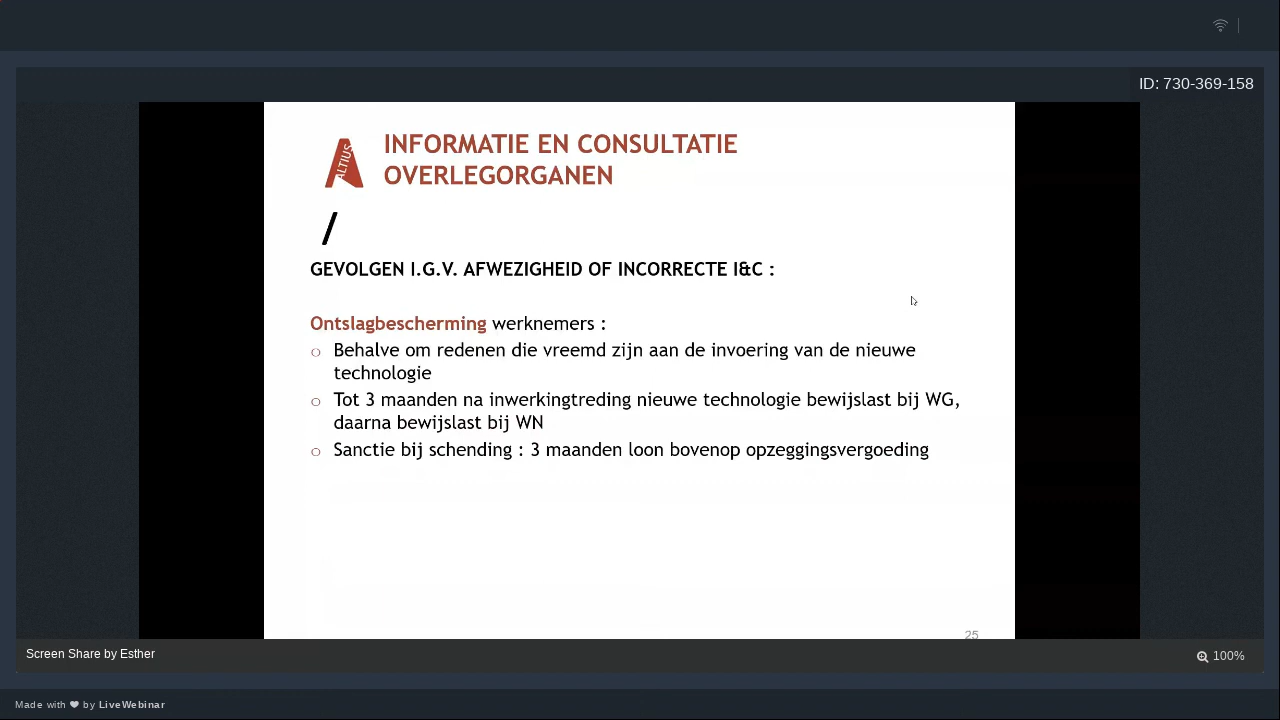 ID: 730-369-158
ALTIUS
INFORMATIE EN CONSULTATIE
OVERLEGORGANEN
/
GEVOLGEN I.G.V. AFWEZIGHEID OF INCORRECTE I&C :
Ontslagbescherming werknemers :
o Behalve om redenen die vreemd zijn aan de invoering van de nieuwe
technologie
o Tot 3 maanden na inwerkingtreding nieuwe technologie bewijslast bij WG,
daarna bewijslast bij WN
o Sanctie bij schending : 3 maanden loon bovenop opzeggingsvergoeding
25
Screen Share by Esther
100%
Made with ❤ by LiveWebinar